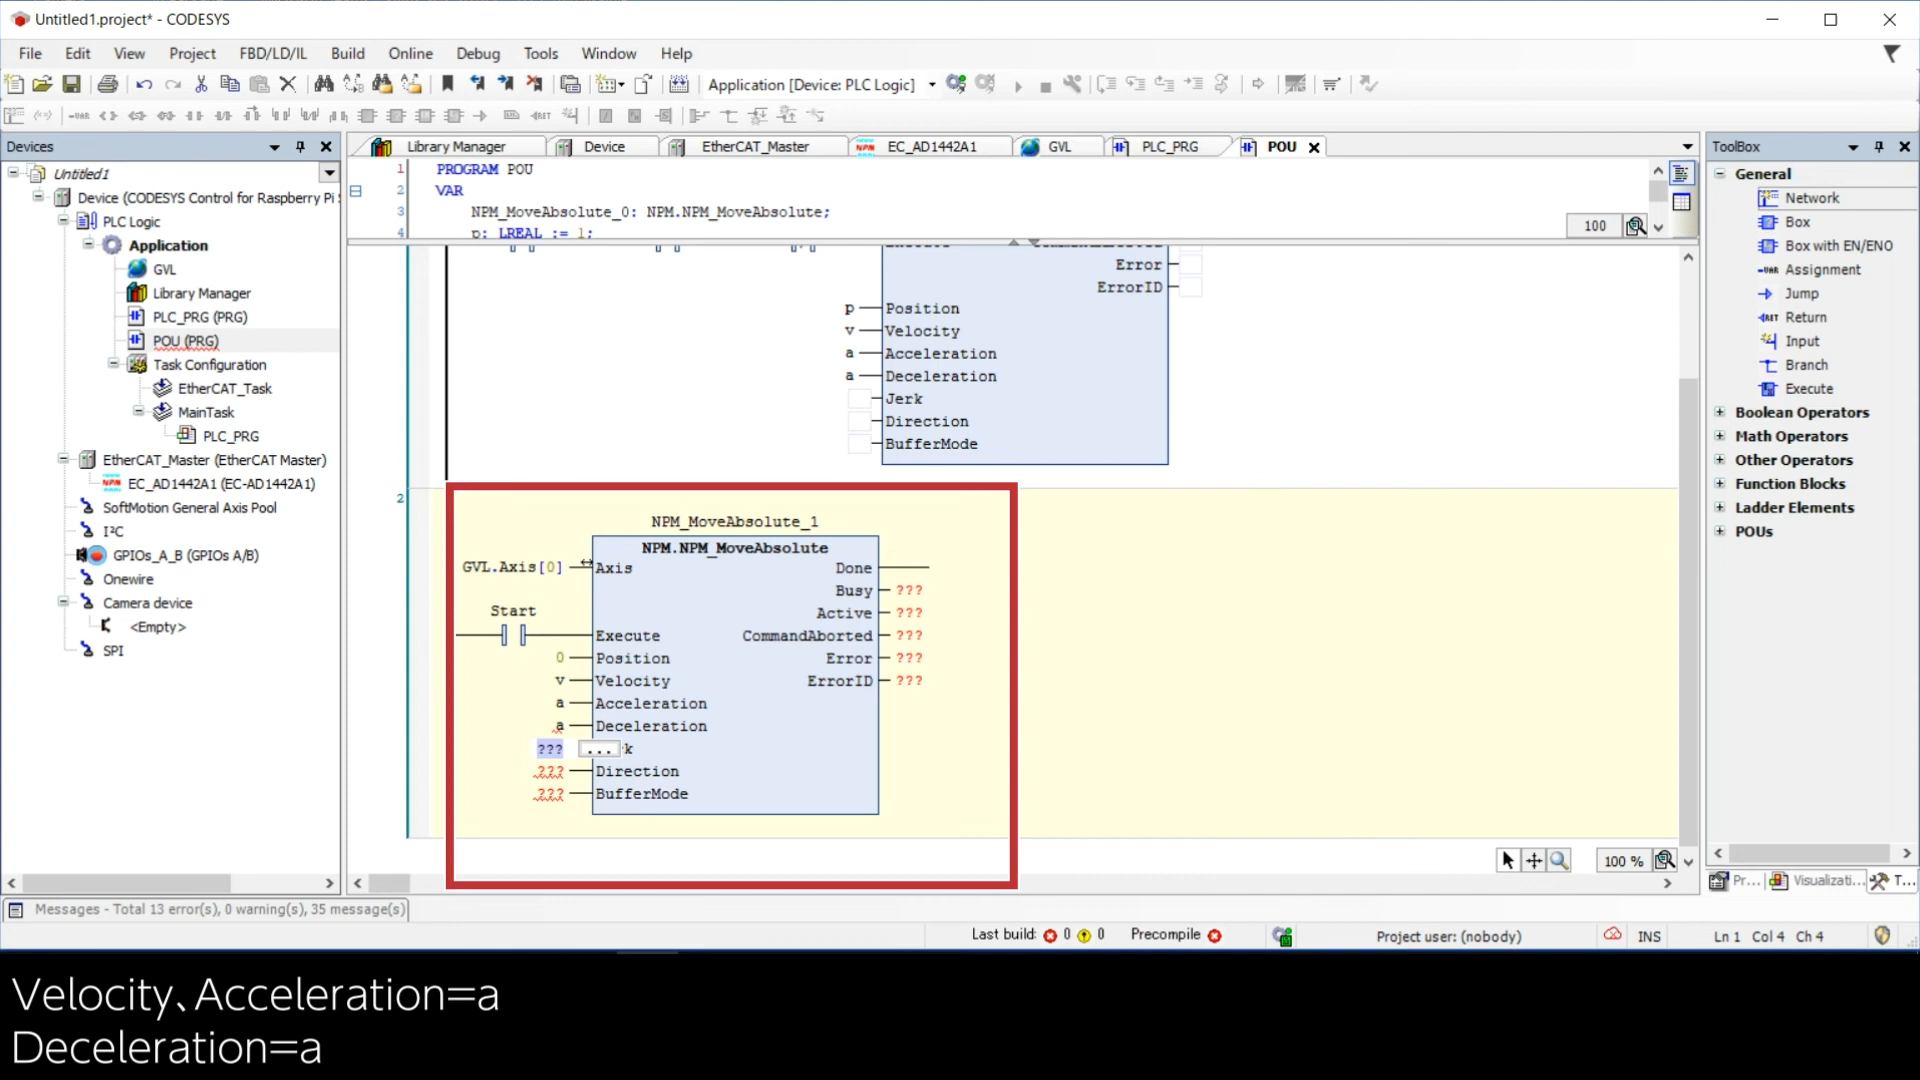 Untitled1.project* - CODESYS
File Edit View Project FBD/LD/IL Build Online Debug Tools Window Help
Application [Device: PLC Logic]
Devices
Untitled1
Device (CODESYS Control for Raspberry Pi
PLC Logic
Application
GVL
Library Manager
PLC_PRG (PRG)
POU (PRG)
Task Configuration
EtherCAT_Task
MainTask
PLC_PRG
EtherCAT_Master (EtherCAT Master)
EC_AD1442A1 (EC-AD1442A1)
SoftMotion General Axis Pool
I²C
GPIOs_A_B (GPIOs A/B)
Onewire
Camera device
<Empty>
SPI
Library Manager Device EtherCAT_Master EC_AD1442A1 GVL PLC_PRG POU
1 PROGRAM POU
2 VAR
3 NPM_MoveAbsolute_0: NPM.NPM_MoveAbsolute;
4 p: LREAL := 1;
100
Error
ErrorID
p Position
v Velocity
a Acceleration
a Deceleration
Jerk
Direction
BufferMode
2
NPM_MoveAbsolute_1
NPM.NPM_MoveAbsolute
GVL.Axis[0] Axis Done
Busy ???
Start Active ???
Execute CommandAborted ???
0 Position Error ???
v Velocity ErrorID ???
a Acceleration
a Deceleration
??? ... k
??? Direction
??? BufferMode
100 %
ToolBox
General
Network
Box
Box with EN/ENO
Assignment
Jump
Return
Input
Branch
Execute
Boolean Operators
Math Operators
Other Operators
Function Blocks
Ladder Elements
POUs
Pr... Visualizati... T...
Messages - Total 13 error(s), 0 warning(s), 35 message(s)
Last build: 0 0 Precompile Project user: (nobody) INS Ln 1 Col 4 Ch 4
Velocity、Acceleration=a
Deceleration=a